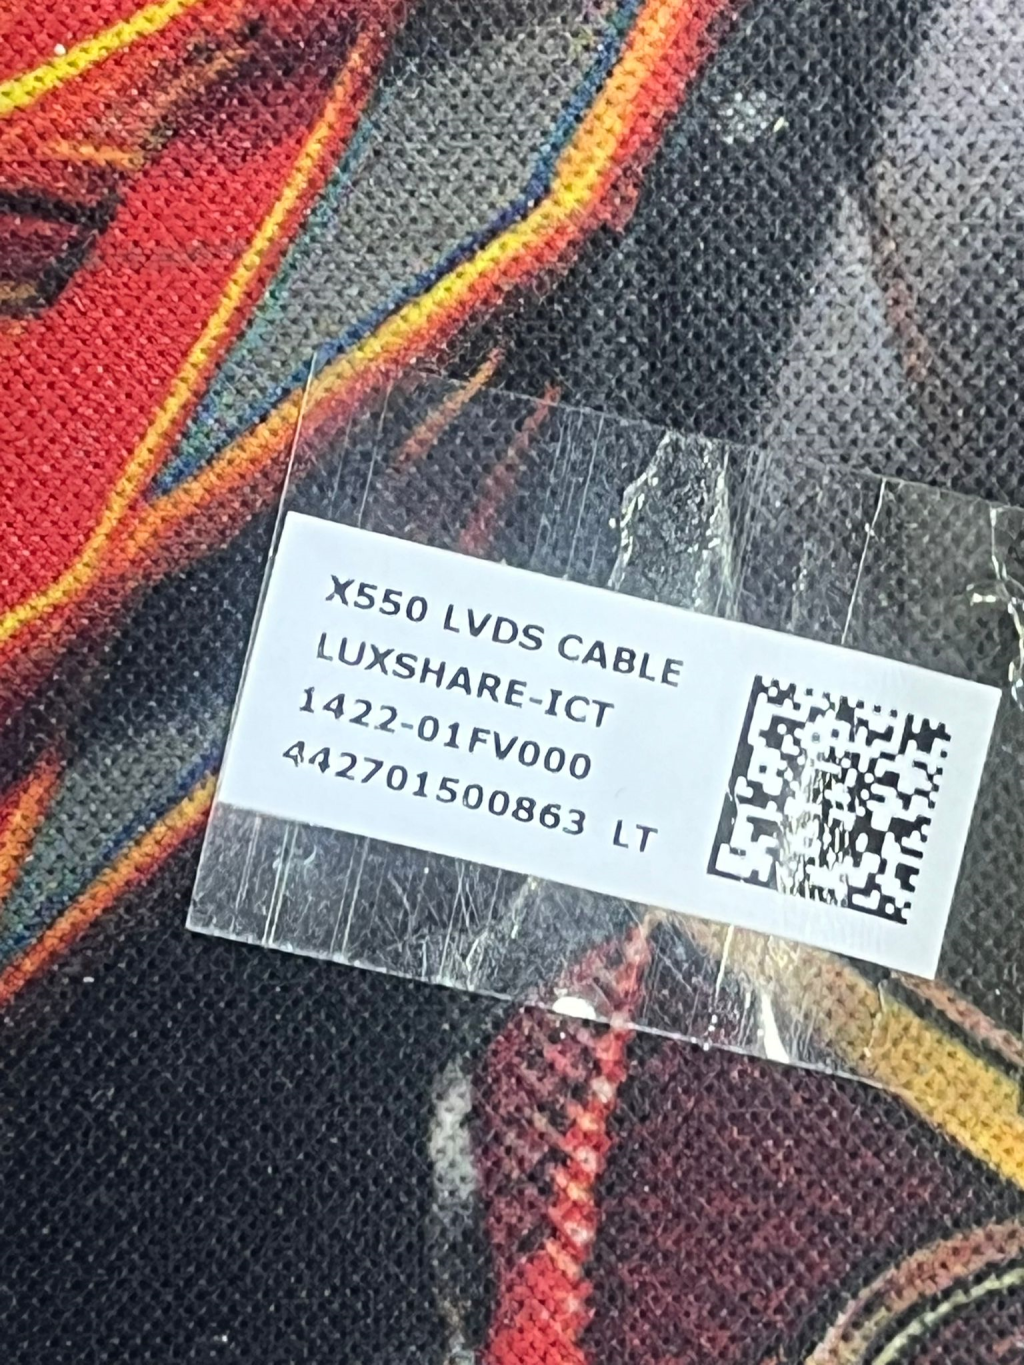 X550 LVDS CABLE
LUXSHARE-ICT
1422-01FV000
442701500863 LT